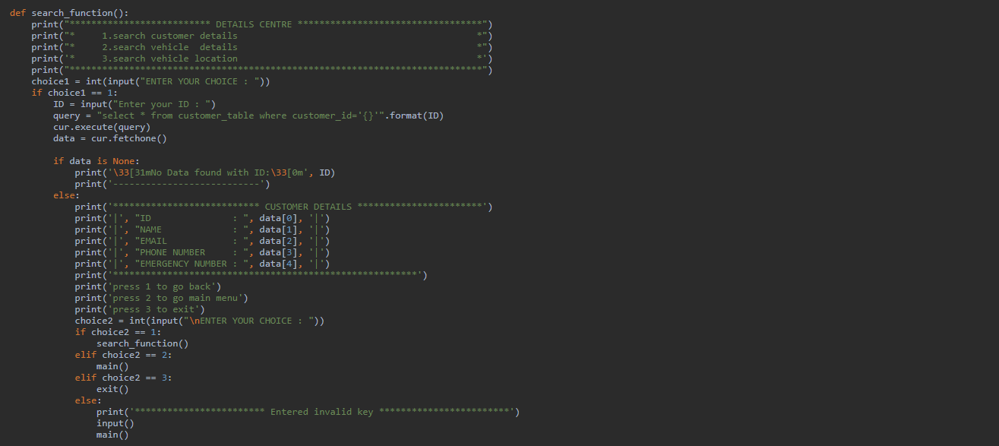 def search_function():
    print("************************** DETAILS CENTRE **********************************")
    print("*     1.search customer details                                            *")
    print("*     2.search vehicle  details                                            *")
    print('*     3.search vehicle location                                            *')
    print("****************************************************************************")
    choice1 = int(input("ENTER YOUR CHOICE : "))
    if choice1 == 1:
        ID = input("Enter your ID : ")
        query = "select * from customer_table where customer_id='{}'".format(ID)
        cur.execute(query)
        data = cur.fetchone()

        if data is None:
            print('\33[31mNo Data found with ID:\33[0m', ID)
            print('---------------------------')
        else:
            print('*************************** CUSTOMER DETAILS ***********************')
            print('|', "ID               : ", data[0], '|')
            print('|', "NAME             : ", data[1], '|')
            print('|', "EMAIL            : ", data[2], '|')
            print('|', "PHONE NUMBER     : ", data[3], '|')
            print('|', "EMERGENCY NUMBER : ", data[4], '|')
            print('********************************************************')
            print('press 1 to go back')
            print('press 2 to go main menu')
            print('press 3 to exit')
            choice2 = int(input("\nENTER YOUR CHOICE : "))
            if choice2 == 1:
                search_function()
            elif choice2 == 2:
                main()
            elif choice2 == 3:
                exit()
            else:
                print('************************ Entered invalid key ************************')
                input()
                main()